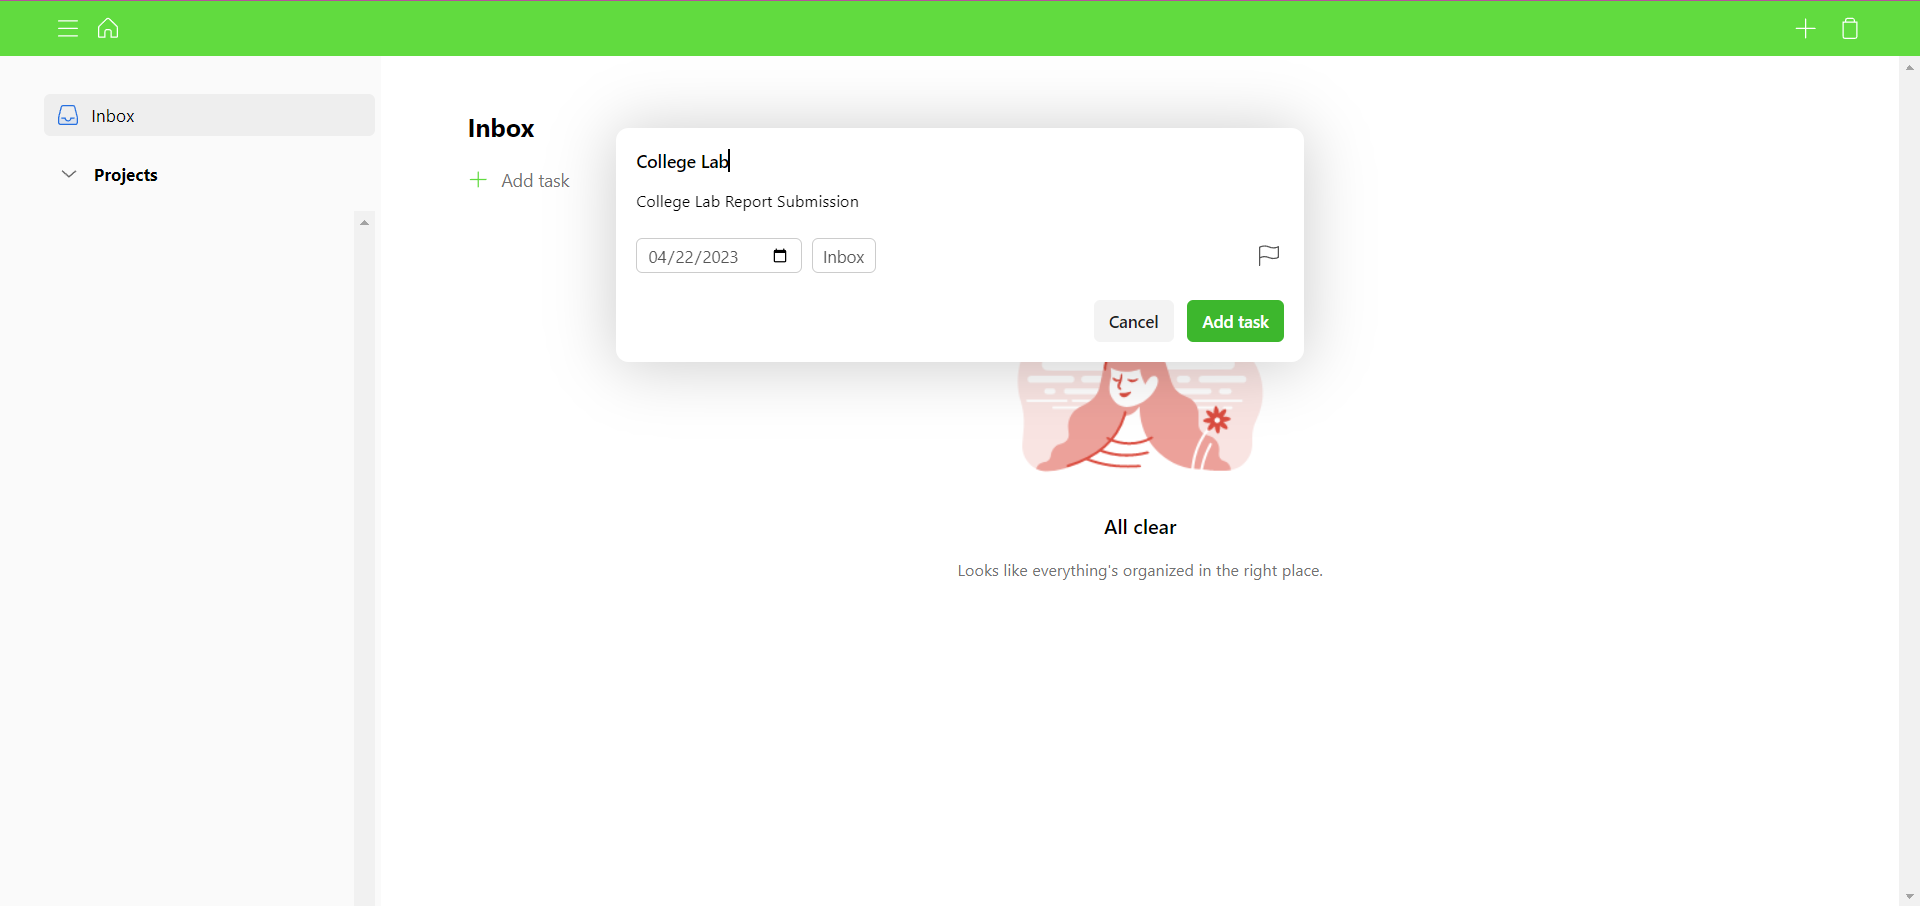 Inbox
Projects
Inbox
Add task
College Lab
College Lab Report Submission
04/22/2023
Inbox
Cancel
Add task
All clear
Looks like everything's organized in the right place.